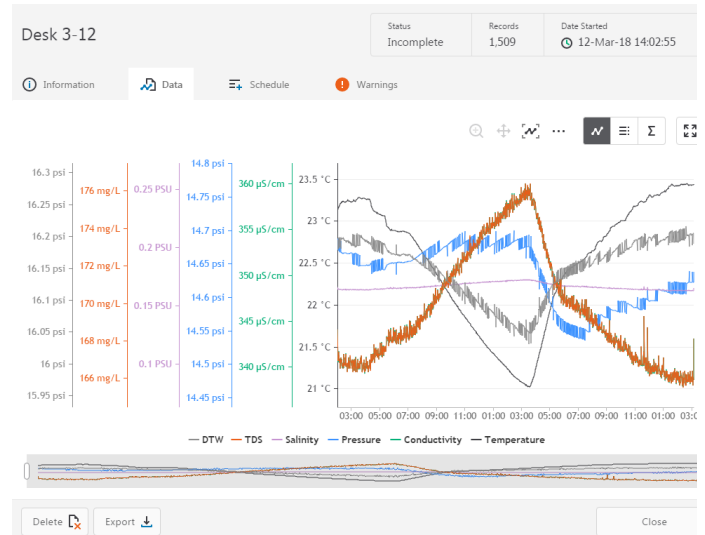 Desk 3-12
Status
Incomplete
Records
1,509
Date Started
12-Mar-18 14:02:55
Information
Data
Schedule
Warnings
16.3 psi
16.25 psi
16.2 psi
16.15 psi
16.1 psi
16.05 psi
16 psi
15.95 psi
176 mg/L
174 mg/L
172 mg/L
170 mg/L
168 mg/L
166 mg/L
0.25 PSU
0.2 PSU
0.15 PSU
0.1 PSU
14.8 psi
14.75 psi
14.7 psi
14.65 psi
14.6 psi
14.55 psi
14.5 psi
14.45 psi
360 µS/cm
355 µS/cm
350 µS/cm
345 µS/cm
340 µS/cm
23.5 °C
23 °C
22.5 °C
22 °C
21.5 °C
21 °C
03:00 05:00 07:00 09:00 11:00 01:00 03:00 05:00 07:00 09:00 11:00 01:00 03:0
DTW TDS Salinity Pressure Conductivity Temperature
Delete Export Close